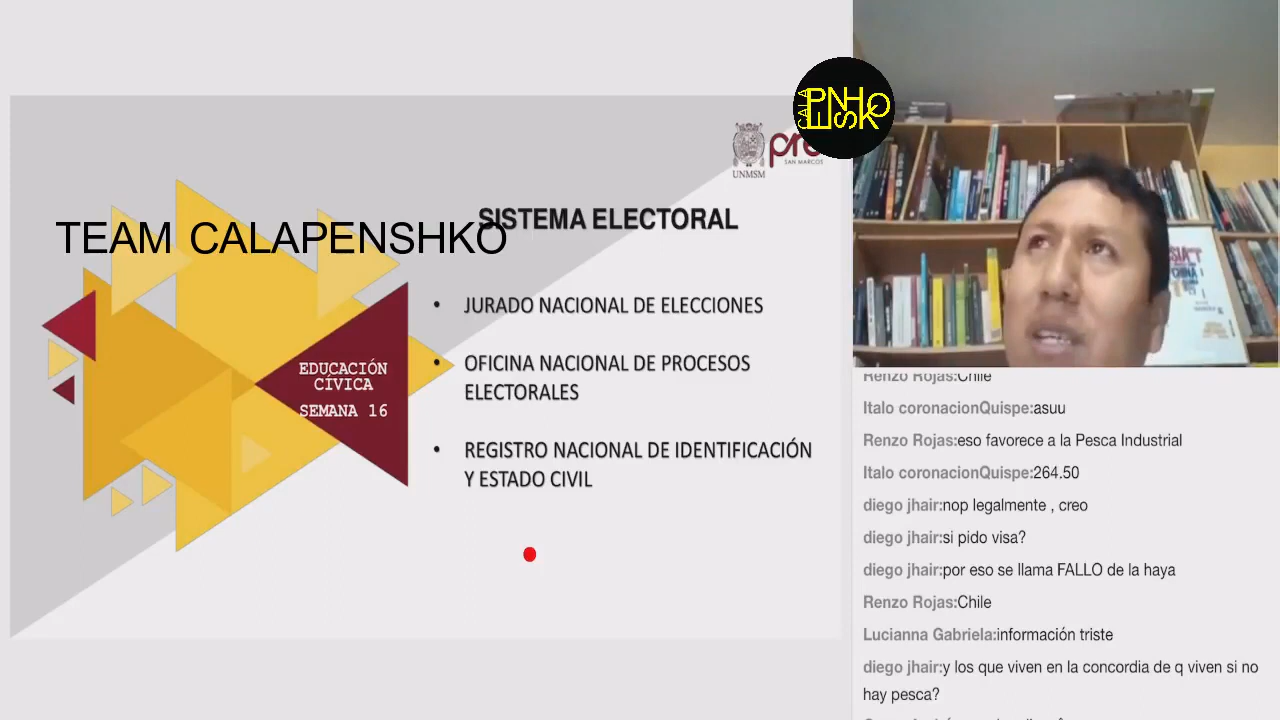 CALA
PENSHKO
pre
SAN MARCOS
UNMSM
SISTEMA ELECTORAL
TEAM CALAPENSHKO
• JURADO NACIONAL DE ELECCIONES
• OFICINA NACIONAL DE PROCESOS
ELECTORALES
• REGISTRO NACIONAL DE IDENTIFICACIÓN
Y ESTADO CIVIL
EDUCACIÓN
CÍVICA
SEMANA 16
CHINA
Renzo Rojas:Chile
Italo coronacionQuispe:asuu
Renzo Rojas:eso favorece a la Pesca Industrial
Italo coronacionQuispe:264.50
diego jhair:nop legalmente , creo
diego jhair:si pido visa?
diego jhair:por eso se llama FALLO de la haya
Renzo Rojas:Chile
Lucianna Gabriela:información triste
diego jhair:y los que viven en la concordia de q viven si no
hay pesca?